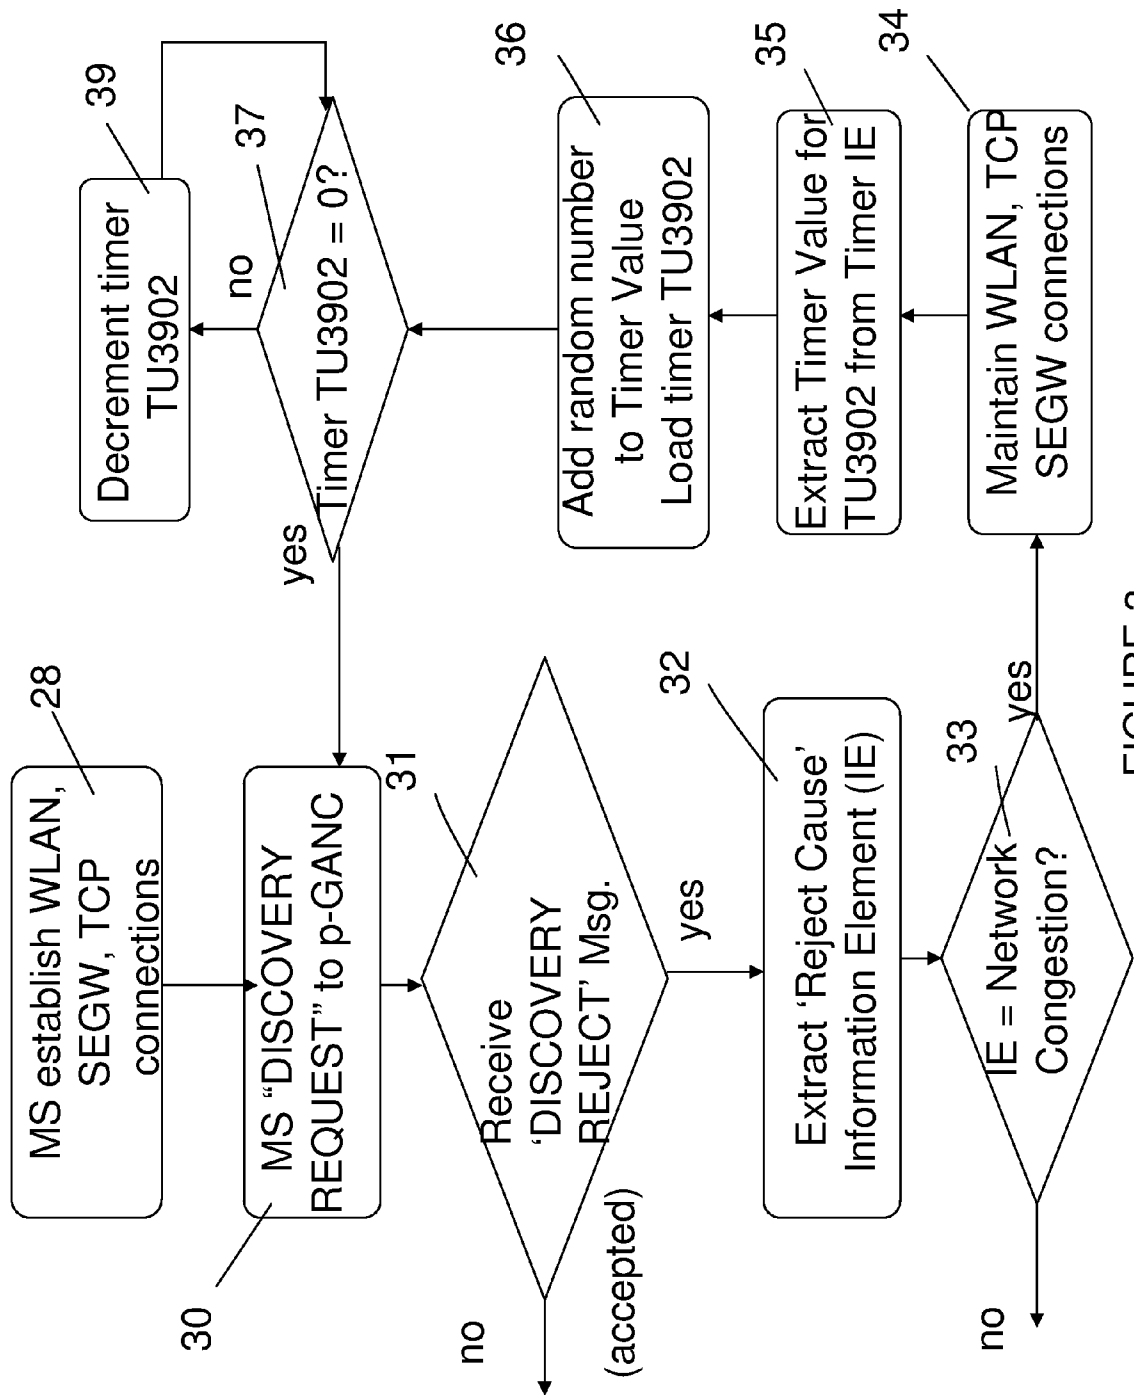 28
MS establish WLAN,
SEGW, TCP
connections
30
MS “DISCOVERY
REQUEST” to p-GANC
31
Receive
‘DISCOVERY
REJECT’ Msg.
no
(accepted)
yes
32
Extract ‘Reject Cause’
Information Element (IE)
33
IE = Network
Congestion?
no
yes
34
Maintain WLAN, TCP
SEGW connections
35
Extract Timer Value for
TU3902 from Timer IE
36
Add random number
to Timer Value
Load timer TU3902
37
Timer TU3902 = 0?
yes
no
39
Decrement timer
TU3902
FIGURE